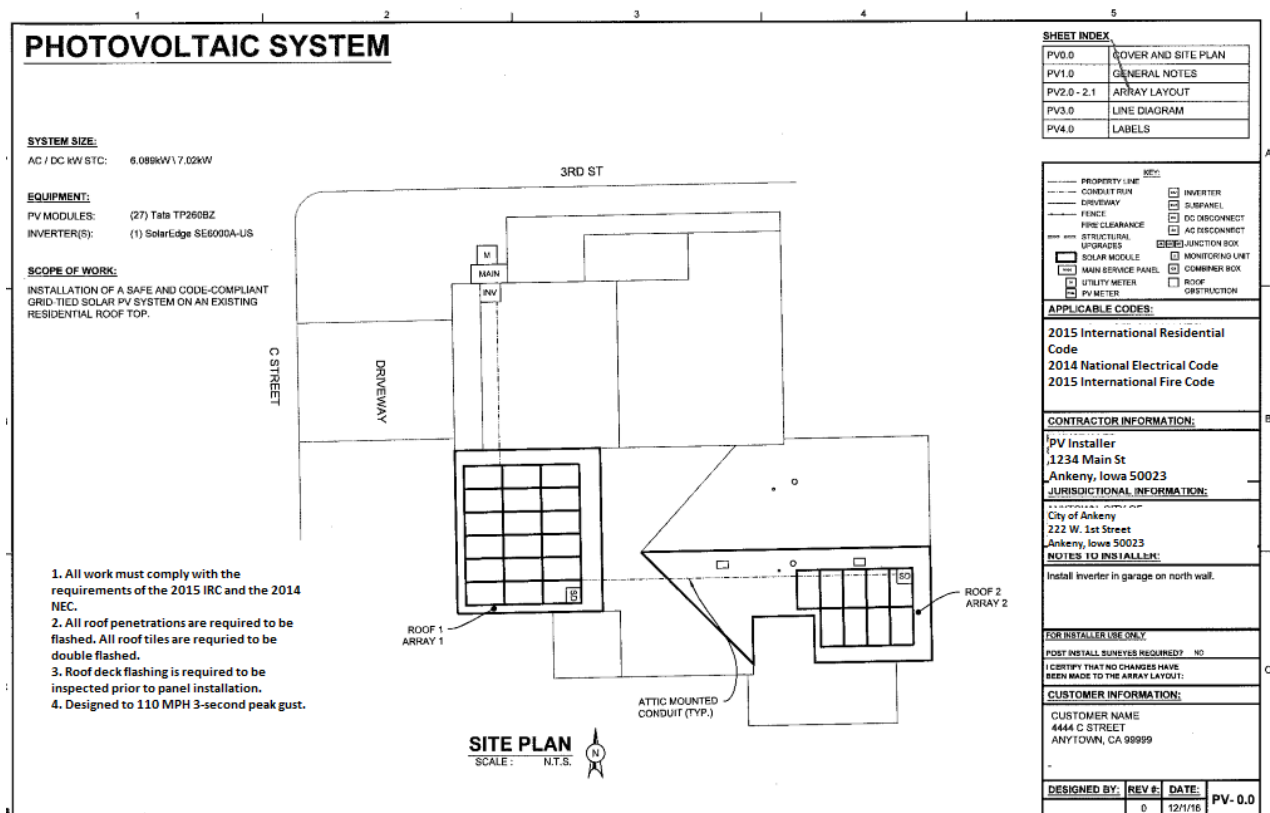 1 2 3 4 5
PHOTOVOLTAIC SYSTEM
SYSTEM SIZE:
AC / DC kW STC: 6.089kW \ 7.02kW
EQUIPMENT:
PV MODULES: (27) Tata TP260BZ
INVERTER(S): (1) SolarEdge SE6000A-US
SCOPE OF WORK:
INSTALLATION OF A SAFE AND CODE-COMPLIANT
GRID-TIED SOLAR PV SYSTEM ON AN EXISTING
RESIDENTIAL ROOF TOP.
3RD ST
M
MAIN
INV
C STREET
DRIVEWAY
SD
SD
ROOF 1
ARRAY 1
ROOF 2
ARRAY 2
ATTIC MOUNTED
CONDUIT (TYP.)
1. All work must comply with the
requirements of the 2015 IRC and the 2014
NEC.
2. All roof penetrations are required to be
flashed. All roof tiles are requried to be
double flashed.
3. Roof deck flashing is required to be
inspected prior to panel installation.
4. Designed to 110 MPH 3-second peak gust.
SITE PLAN
SCALE : N.T.S.
N
SHEET INDEX
PV0.0 COVER AND SITE PLAN
PV1.0 GENERAL NOTES
PV2.0 - 2.1 ARRAY LAYOUT
PV3.0 LINE DIAGRAM
PV4.0 LABELS
KEY:
PROPERTY LINE
CONDUIT RUN
DRIVEWAY
FENCE
FIRE CLEARANCE
STRUCTURAL
UPGRADES
SOLAR MODULE
MAIN SERVICE PANEL
UTILITY METER
PV METER
INVERTER
SUBPANEL
DC DISCONNECT
AC DISCONNECT
JUNCTION BOX
MONITORING UNIT
COMBINER BOX
ROOF
OBSTRUCTION
APPLICABLE CODES:
2015 International Residential
Code
2014 National Electrical Code
2015 International Fire Code
CONTRACTOR INFORMATION:
PV Installer
1234 Main St
Ankeny, Iowa 50023
JURISDICTIONAL INFORMATION:
City of Ankeny
222 W. 1st Street
Ankeny, Iowa 50023
NOTES TO INSTALLER:
Install inverter in garage on north wall.
FOR INSTALLER USE ONLY
POST INSTALL SUNEYES REQUIRED? NO
I CERTIFY THAT NO CHANGES HAVE
BEEN MADE TO THE ARRAY LAYOUT:
CUSTOMER INFORMATION:
CUSTOMER NAME
4444 C STREET
ANYTOWN, CA 99999
-
DESIGNED BY: REV #: DATE: PV- 0.0
0 12/1/16
A
B
C